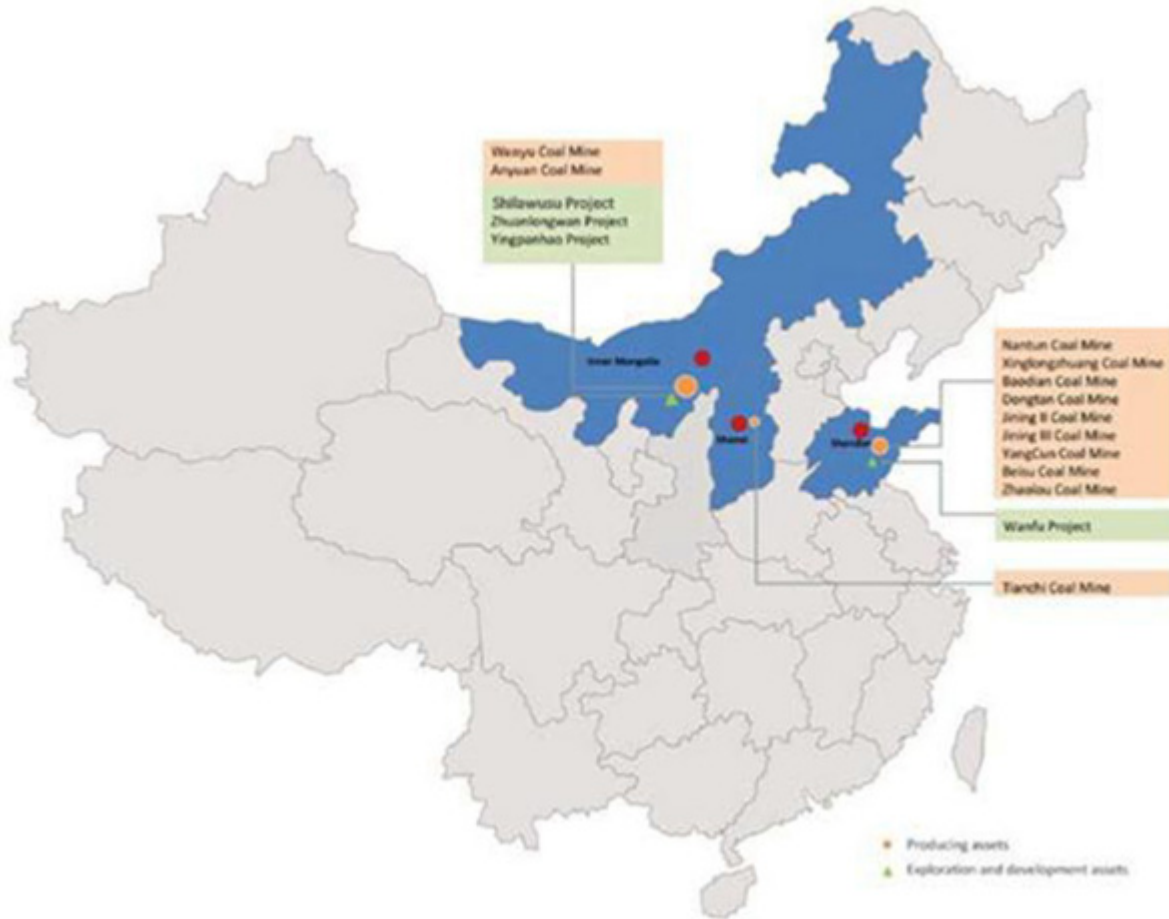 Wenyu Coal Mine
Anyuan Coal Mine
Shilawusu Project
Zhuanlongwan Project
Yingpanhao Project
Inner Mongolia
Shanxi
Nantun Coal Mine
Xinglongzhuang Coal Mine
Baodian Coal Mine
Dongtan Coal Mine
Jining II Coal Mine
Jining III Coal Mine
YangCun Coal Mine
Beisu Coal Mine
Zhaolou Coal Mine
Wanfu Project
Tianchi Coal Mine
Producing assets
Exploration and development assets